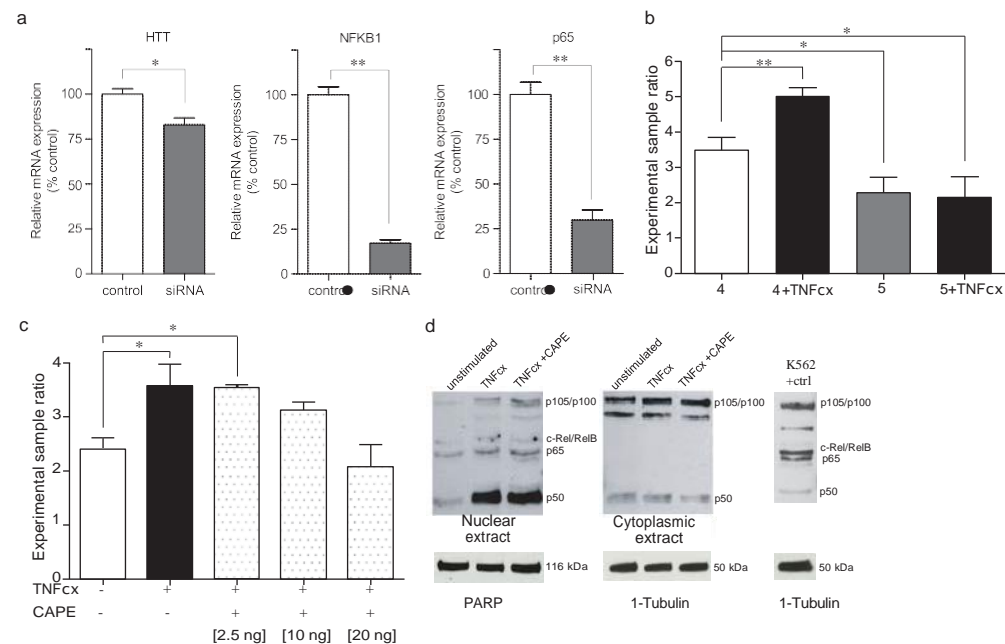 a
HTT
*
Relative mRNA expression
(% control)
100
75
50
25
0
control
siRNA
NFKB1
**
Relative mRNA expression
(% control)
100
75
50
25
0
control
siRNA
p65
**
Relative mRNA expression
(% control)
100
75
50
25
0
control
siRNA
b
*
*
**
Experimental sample ratio
6
5
4
3
2
1
0
4
4+TNFcx
5
5+TNFcx
c
*
*
Experimental sample ratio
4
3
2
1
0
TNFcx - + + + +
CAPE - - + + +
[2.5 ng] [10 ng] [20 ng]
d
unstimulated
TNFcx
TNFcx +CAPE
p105/p100
c-Rel/RelB
p65
p50
Nuclear
extract
116 kDa
PARP
unstimulated
TNFcx
TNFcx +CAPE
p105/p100
p50
Cytoplasmic
extract
50 kDa
1-Tubulin
K562
+ctrl
p105/p100
c-Rel/RelB
p65
p50
50 kDa
1-Tubulin